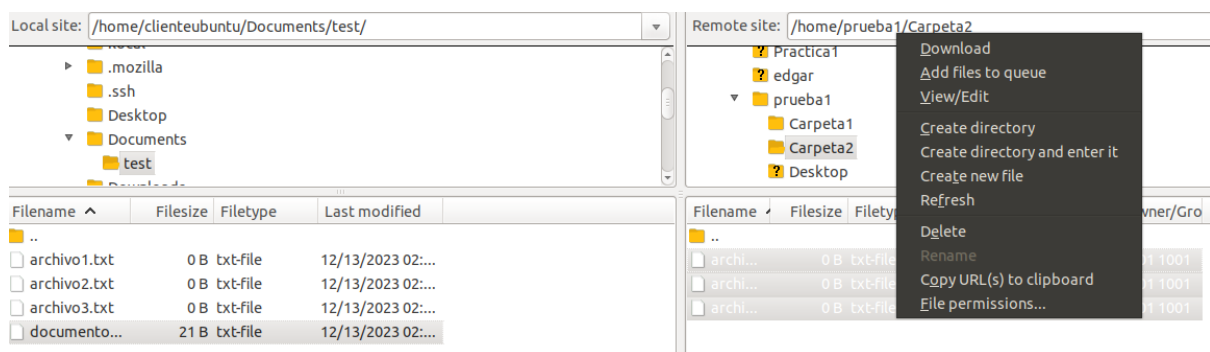 Local site: /home/clienteubuntu/Documents/test/
.mozilla
.ssh
Desktop
Documents
test
Filename Filesize Filetype Last modified
..
archivo1.txt 0 B txt-file 12/13/2023 02:...
archivo2.txt 0 B txt-file 12/13/2023 02:...
archivo3.txt 0 B txt-file 12/13/2023 02:...
documento... 21 B txt-file 12/13/2023 02:...
Remote site: /home/prueba1/Carpeta2
Practica1
edgar
prueba1
Carpeta1
Carpeta2
Desktop
Filename Filesize
..
archi... 0 B txt-file 1001
archi... 0 B txt-file
archi... 0 B txt-file 1001
Download
Add files to queue
View/Edit
Create directory
Create directory and enter it
Create new file
Refresh
Delete
Rename
Copy URL(s) to clipboard
File permissions...